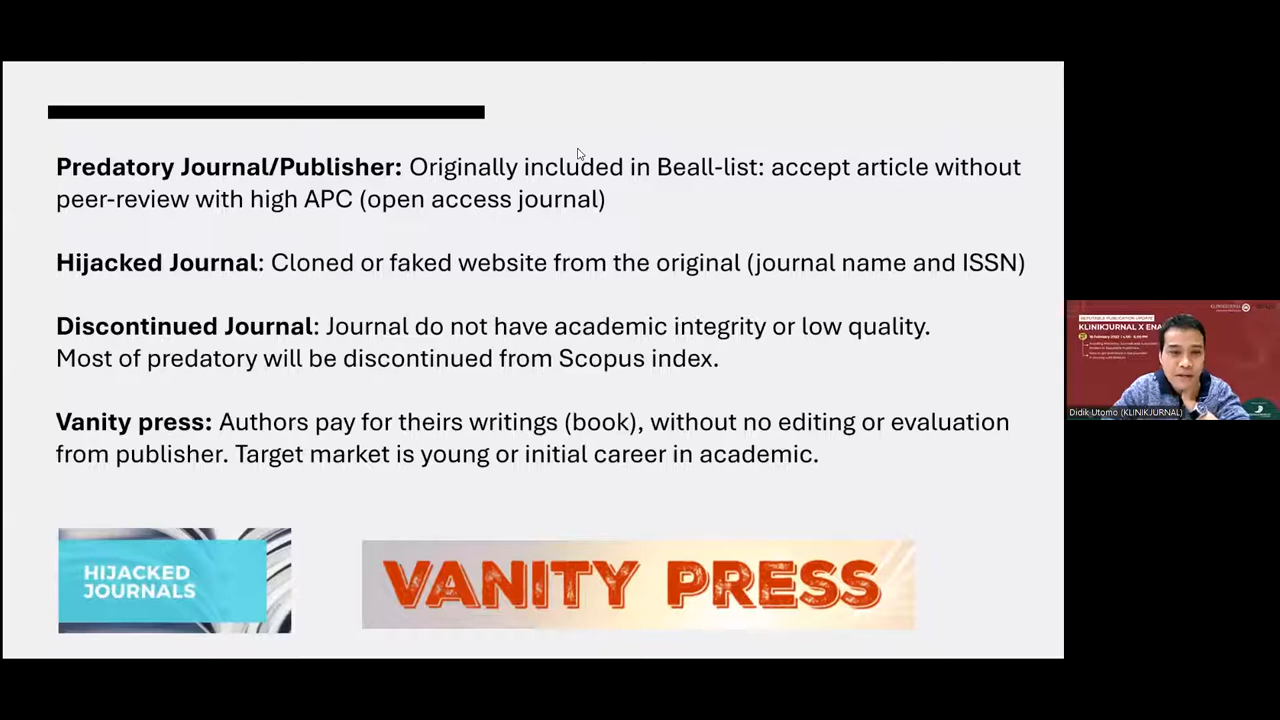 Predatory Journal/Publisher: Originally included in Beall-list: accept article without
peer-review with high APC (open access journal)
Hijacked Journal: Cloned or faked website from the original (journal name and ISSN)
Discontinued Journal: Journal do not have academic integrity or low quality.
Most of predatory will be discontinued from Scopus index.
Vanity press: Authors pay for theirs writings (book), without no editing or evaluation
from publisher. Target market is young or initial career in academic.
HIJACKED
JOURNALS
VANITY PRESS
KLINIKJURNAL X ENA
Didik Utomo (KLINIKJURNAL)